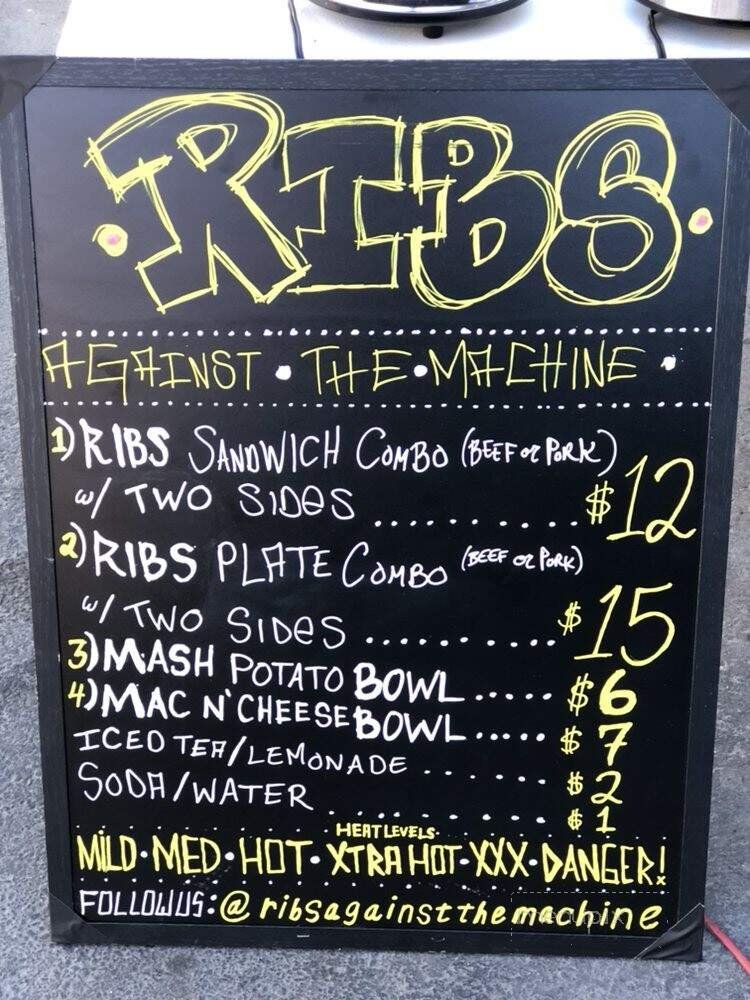 RIBS
AGAINST • THE • MACHINE •
1) RIBS SANDWICH COMBO (BEEF or PORK)
w/ TWO SIDES .......... $12
2) RIBS PLATE COMBO (BEEF or PORK)
w/ TWO SIDES .......... $15
3) MASH POTATO BOWL ..... $6
4) MAC N' CHEESE BOWL ..... $7
ICED TEA/LEMONADE ...... $2
SODA/WATER ........ $1
HEAT LEVELS
MILD • MED • HOT • XTRA HOT • XXX • DANGER!
FOLLOW US: @ribsagainstthemachine